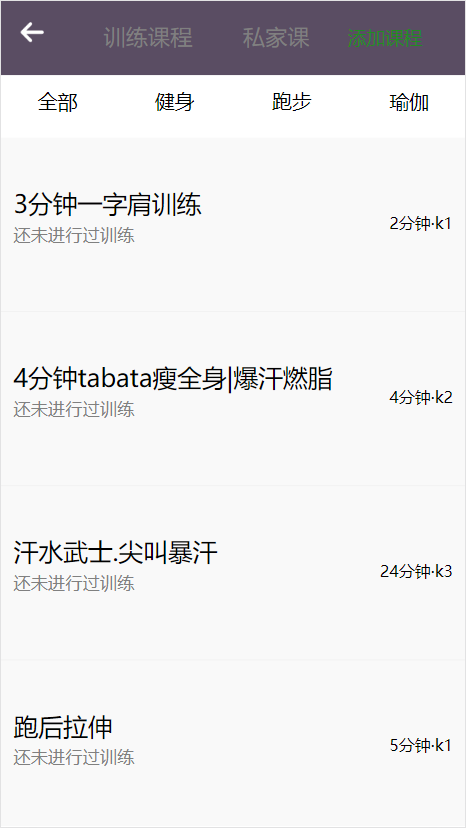 训练课程 私家课 添加课程
全部 健身 跑步 瑜伽
3分钟一字肩训练
还未进行过训练
2分钟·k1
4分钟tabata瘦全身|爆汗燃脂
还未进行过训练
4分钟·k2
汗水武士.尖叫暴汗
还未进行过训练
24分钟·k3
跑后拉伸
还未进行过训练
5分钟·k1